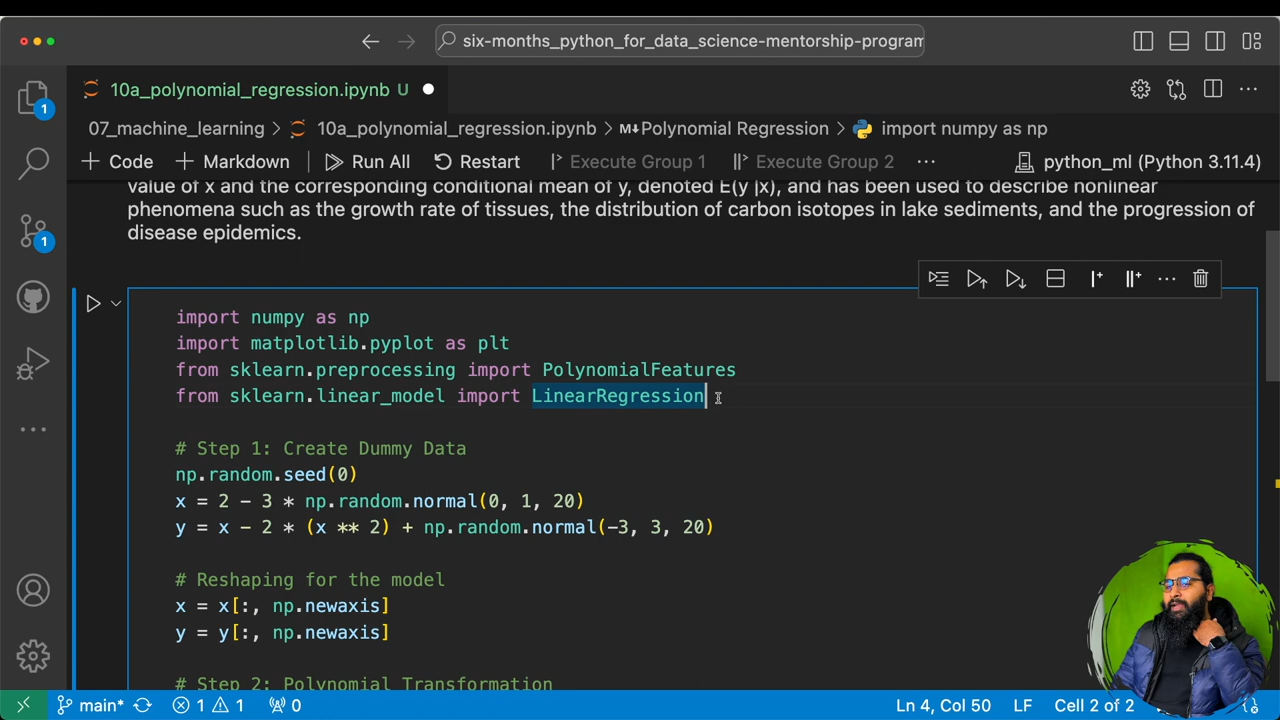 six-months_python_for_data_science-mentorship-program
10a_polynomial_regression.ipynb U
07_machine_learning > 10a_polynomial_regression.ipynb > M↓Polynomial Regression > import numpy as np
+ Code + Markdown Run All Restart Execute Group 1 Execute Group 2 ... python_ml (Python 3.11.4)
1
value of x and the corresponding conditional mean of y, denoted E(y |x), and has been used to describe nonlinear
phenomena such as the growth rate of tissues, the distribution of carbon isotopes in lake sediments, and the progression of
disease epidemics.
1
import numpy as np
import matplotlib.pyplot as plt
from sklearn.preprocessing import PolynomialFeatures
from sklearn.linear_model import LinearRegression
# Step 1: Create Dummy Data
np.random.seed(0)
x = 2 - 3 * np.random.normal(0, 1, 20)
y = x - 2 * (x ** 2) + np.random.normal(-3, 3, 20)
# Reshaping for the model
x = x[:, np.newaxis]
y = y[:, np.newaxis]
# Step 2: Polynomial Transformation
main* 1 1 0 Ln 4, Col 50 LF Cell 2 of 2